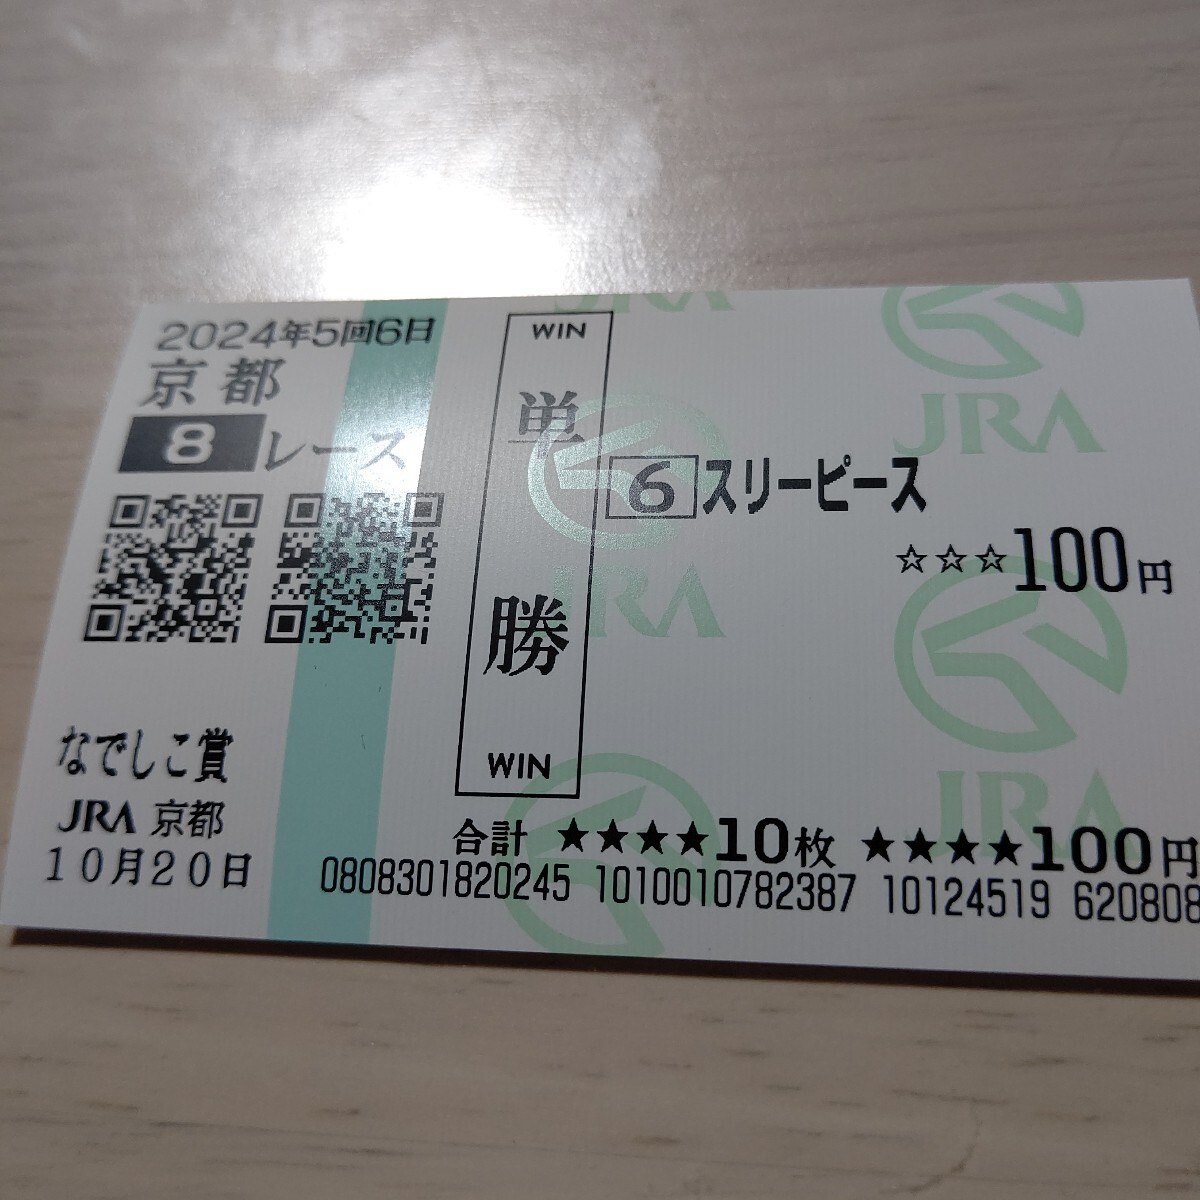 2024年5回6日
京都
8レース
なでしこ賞
JRA 京都
10月20日
WIN
単勝
WIN
6 スリーピース
☆☆☆100円
合計 ★★★★10枚 ★★★★100円
0808301820245 1010010782387 10124519 620808
JRA
JRA
JRA
JRA